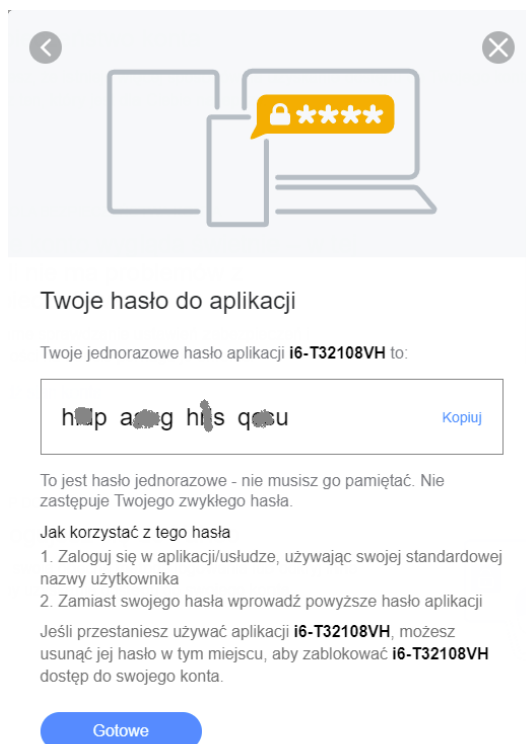 ****
Twoje hasło do aplikacji
Twoje jednorazowe hasło aplikacji i6-T32108VH to:
Kopiuj
To jest hasło jednorazowe - nie musisz go pamiętać. Nie
zastępuje Twojego zwykłego hasła.
Jak korzystać z tego hasła
1. Zaloguj się w aplikacji/usłudze, używając swojej standardowej
nazwy użytkownika
2. Zamiast swojego hasła wprowadź powyższe hasło aplikacji
Jeśli przestaniesz używać aplikacji i6-T32108VH, możesz
usunąć jej hasło w tym miejscu, aby zablokować i6-T32108VH
dostęp do swojego konta.
Gotowe